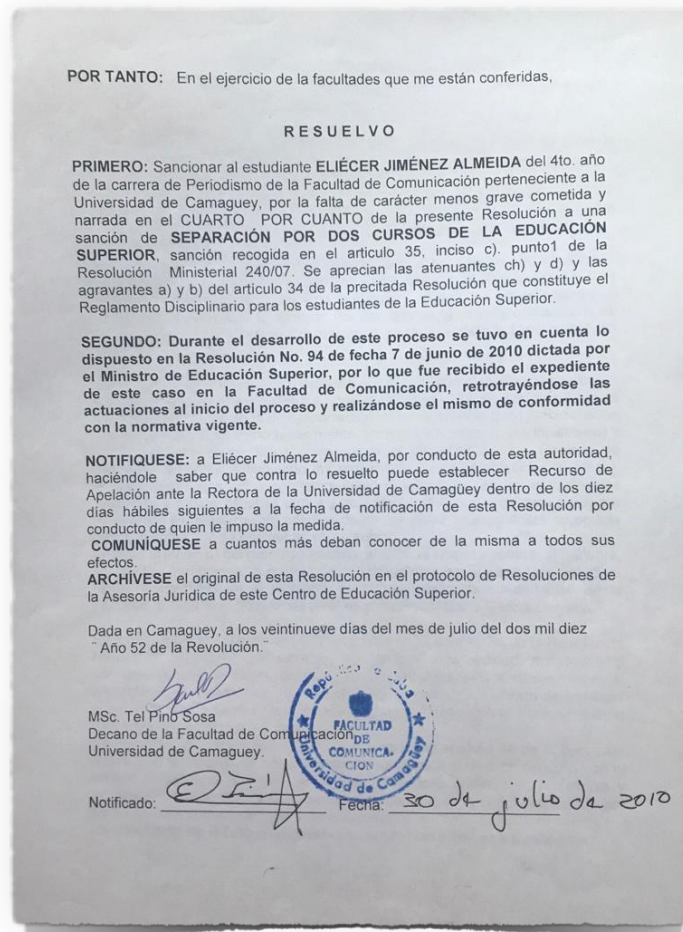 POR TANTO: En el ejercicio de la facultades que me están conferidas,
RESUELVO
PRIMERO: Sancionar al estudiante ELIÉCER JIMÉNEZ ALMEIDA del 4to. año
de la carrera de Periodismo de la Facultad de Comunicación perteneciente a la
Universidad de Camaguey, por la falta de carácter menos grave cometida y
narrada en el CUARTO POR CUANTO de la presente Resolución a una
sanción de SEPARACIÓN POR DOS CURSOS DE LA EDUCACIÓN
SUPERIOR, sanción recogida en el articulo 35, inciso c). punto1 de la
Resolución Ministerial 240/07. Se aprecian las atenuantes ch) y d) y las
agravantes a) y b) del articulo 34 de la precitada Resolución que constituye el
Reglamento Disciplinario para los estudiantes de la Educación Superior.
SEGUNDO: Durante el desarrollo de este proceso se tuvo en cuenta lo
dispuesto en la Resolución No. 94 de fecha 7 de junio de 2010 dictada por
el Ministro de Educación Superior, por lo que fue recibido el expediente
de este caso en la Facultad de Comunicación, retrotrayéndose las
actuaciones al inicio del proceso y realizándose el mismo de conformidad
con la normativa vigente.
NOTIFIQUESE: a Eliécer Jiménez Almeida, por conducto de esta autoridad,
haciéndole saber que contra lo resuelto puede establecer Recurso de
Apelación ante la Rectora de la Universidad de Camagüey dentro de los diez
días hábiles siguientes a la fecha de notificación de esta Resolución por
conducto de quien le impuso la medida.
COMUNÍQUESE a cuantos más deban conocer de la misma a todos sus
efectos.
ARCHÍVESE el original de esta Resolución en el protocolo de Resoluciones de
la Asesoría Jurídica de este Centro de Educación Superior.
Dada en Camaguey, a los veintinueve días del mes de julio del dos mil diez
¨ Año 52 de la Revolución.¨
MSc. Tel Pino Sosa
Decano de la Facultad de Comunicación
Universidad de Camaguey.
República Cuba
FACULTAD
DE
COMUNICA-
CION
Universidad de Camagüey
Notificado: Fecha: 30 de julio de 2010